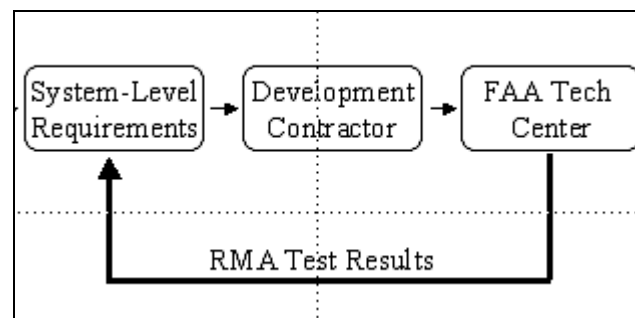 System-Level
Requirements
Development
Contractor
FAA Tech
Center
RMA Test Results